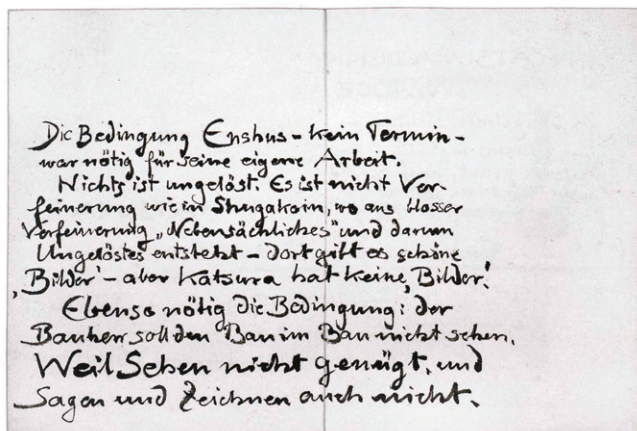 Die Bedingung Enshus – kein Termin –
war nötig für seine eigene Arbeit.
Nichts ist ungelöst. Es ist nicht Ver-
feinerung wie in Shugakuin, wo aus blosser
Verfeinerung „Nebensächliches“ und darum
Ungelöstes entsteht – dort gibt es schöne
‚Bilder‘ – aber Katsura hat keine ‚Bilder‘.
Ebenso nötig die Bedingung: der
Bauherr soll den Bau im Bau nicht sehen.
Weil Sehen nicht genügt, und
Sagen und Zeichnen auch nicht.